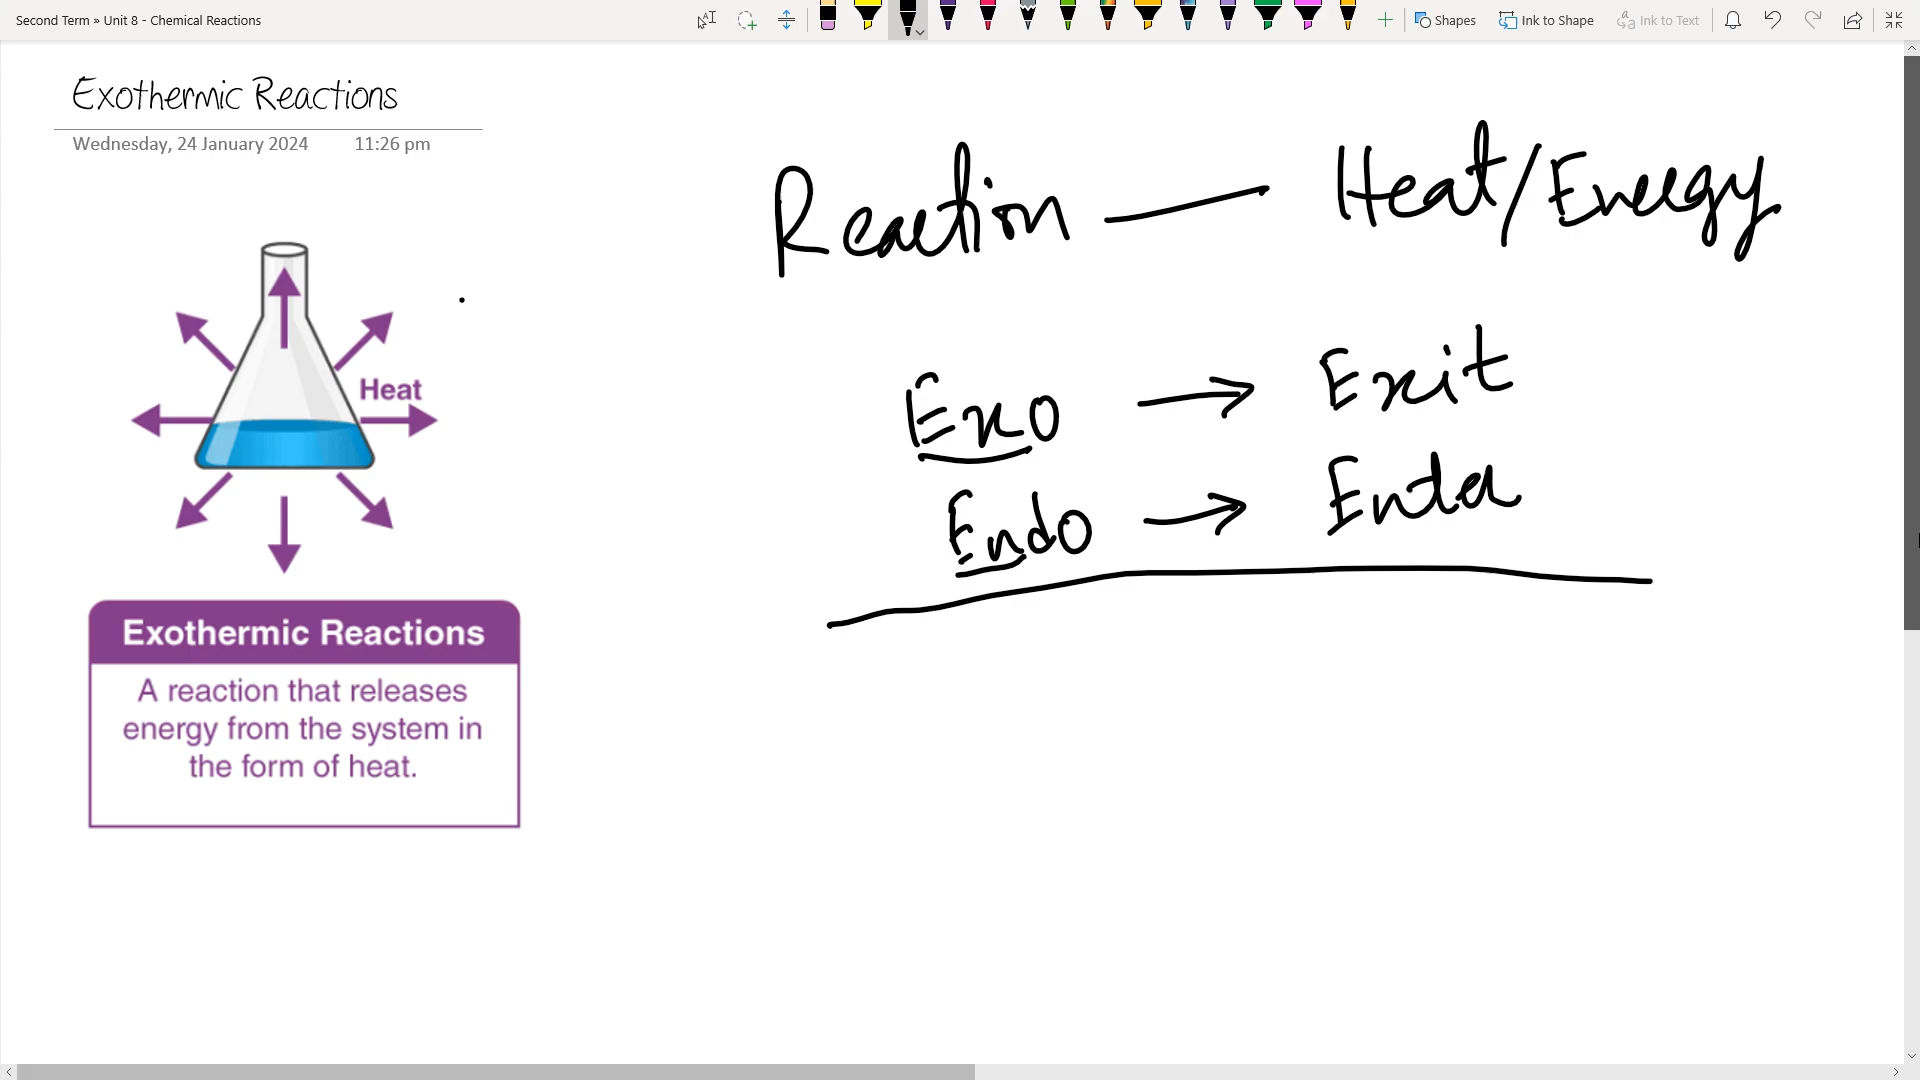 Second Term » Unit 8 - Chemical Reactions
Shapes
Ink to Shape
Ink to Text
Exothermic Reactions
Wednesday, 24 January 2024 11:26 pm
Reaction — Heat/Energy
Exo → Exit
Endo → Enter
Heat
Exothermic Reactions
A reaction that releases
energy from the system in
the form of heat.